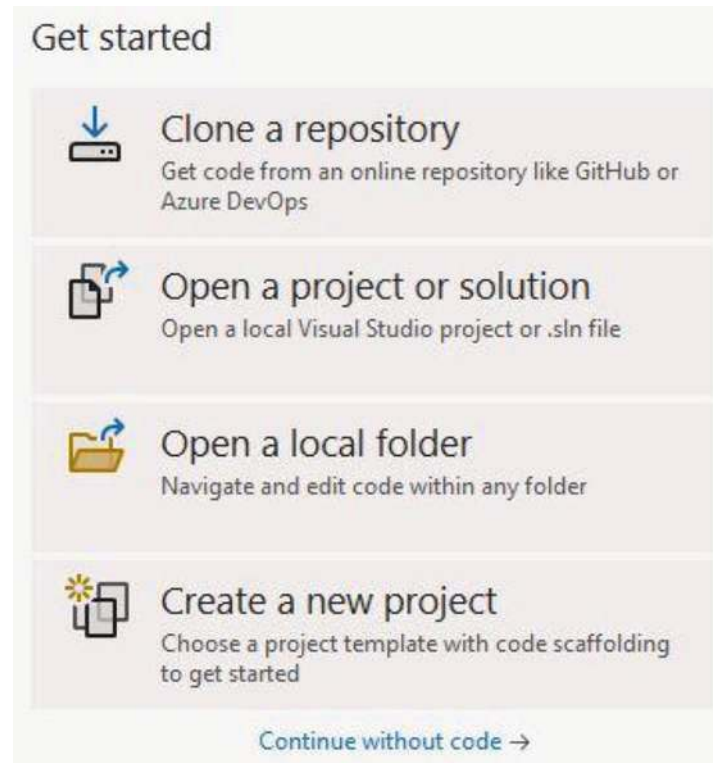 Get started
Clone a repository
Get code from an online repository like GitHub or
Azure DevOps
Open a project or solution
Open a local Visual Studio project or .sln file
Open a local folder
Navigate and edit code within any folder
Create a new project
Choose a project template with code scaffolding
to get started
Continue without code →